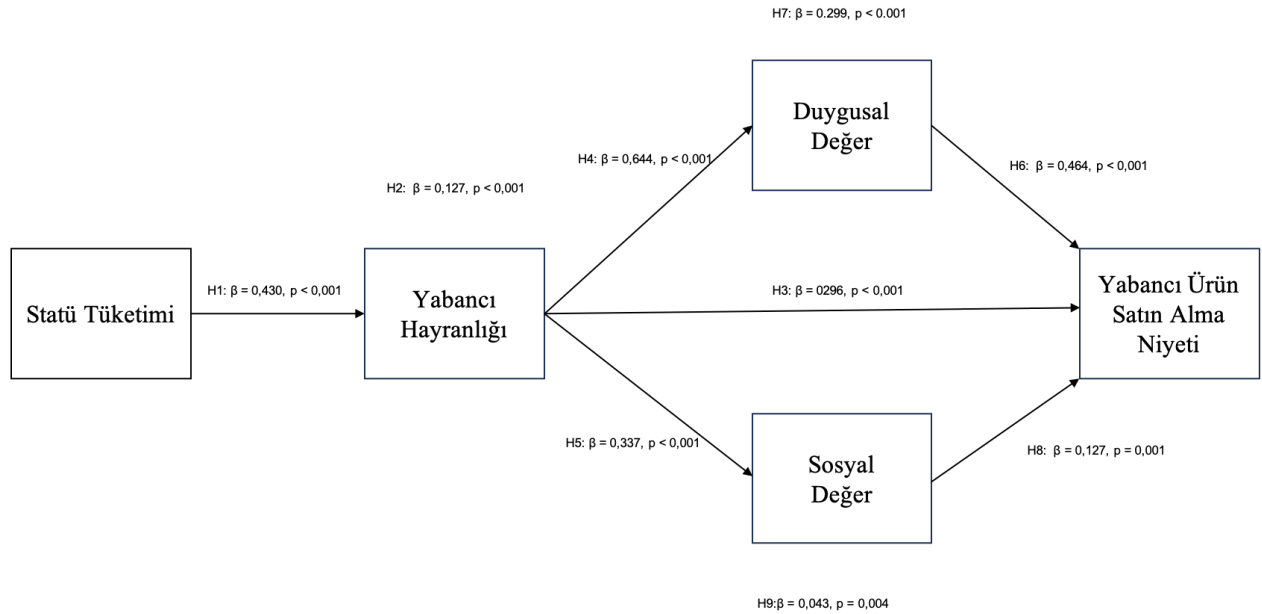 H7: β = 0.299, p < 0.001
Duygusal
Değer
H4: β = 0,644, p < 0,001
H6:  β = 0,464, p < 0,001
H2:  β = 0,127, p < 0,001
Statü Tüketimi
H1: β = 0,430, p < 0,001
Yabancı
Hayranlığı
H3: β = 0296, p < 0,001
Yabancı Ürün
Satın Alma
Niyeti
H5: β = 0,337, p < 0,001
Sosyal
Değer
H8:  β = 0,127, p = 0,001
H9:β = 0,043, p = 0,004